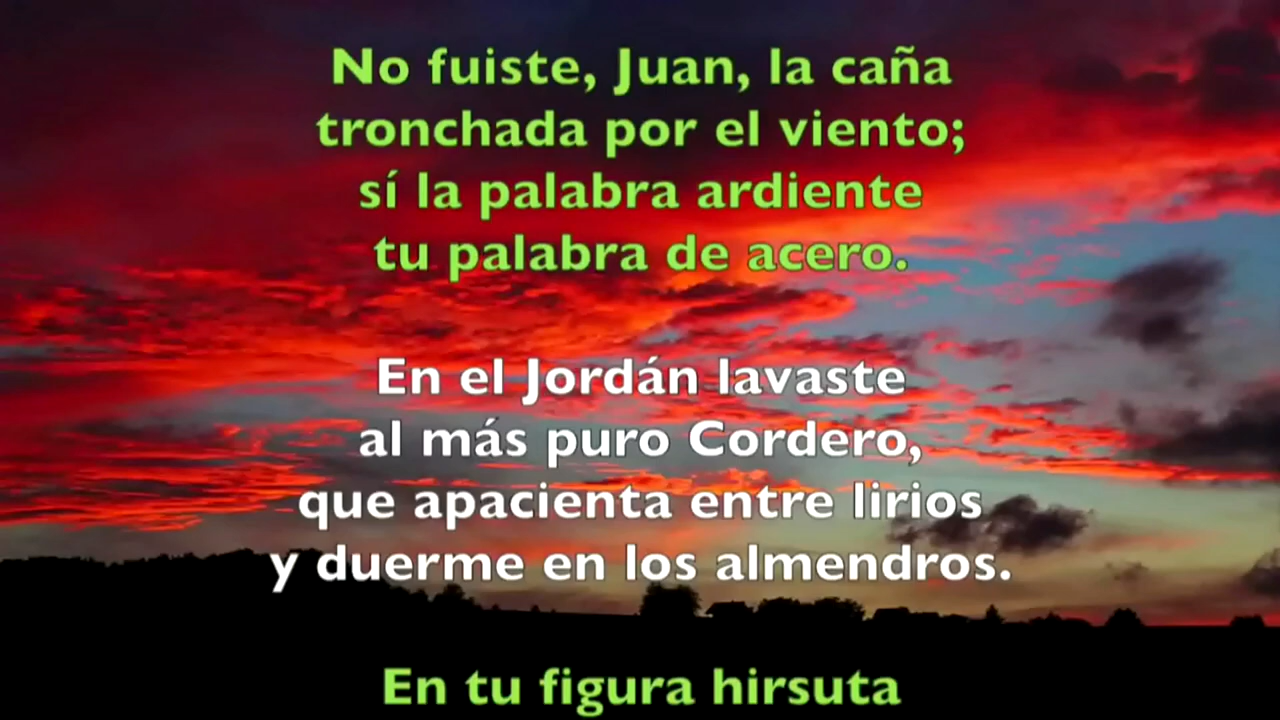 No fuiste, Juan, la caña
tronchada por el viento;
sí la palabra ardiente
tu palabra de acero.
En el Jordán lavaste
al más puro Cordero,
que apacienta entre lirios
y duerme en los almendros.
En tu figura hirsuta